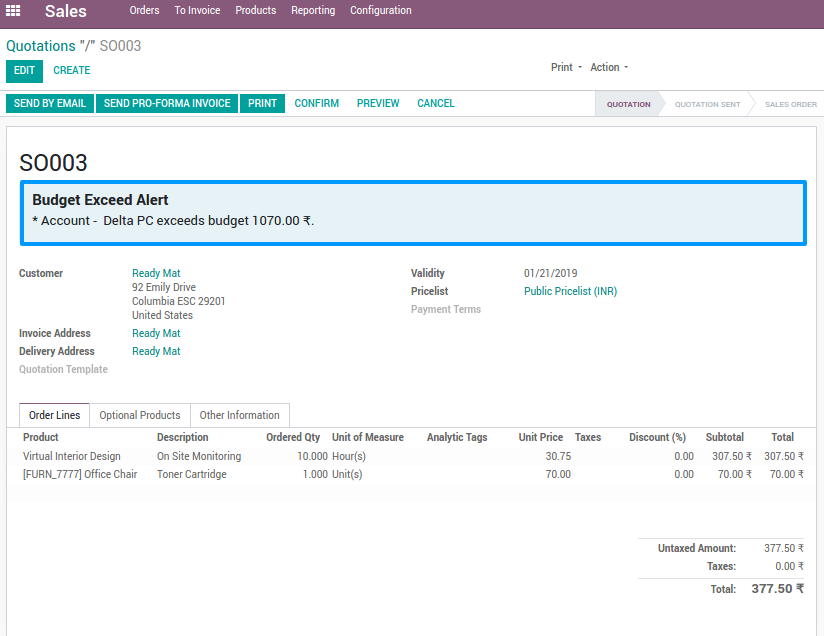 Sales Orders To Invoice Products Reporting Configuration
Quotations "/" SO003
EDIT CREATE Print Action
SEND BY EMAIL SEND PRO-FORMA INVOICE PRINT CONFIRM PREVIEW CANCEL QUOTATION QUOTATION SENT SALES ORDER
SO003
Budget Exceed Alert
* Account - Delta PC exceeds budget 1070.00 ₹.
Customer Ready Mat Validity 01/21/2019
92 Emily Drive
Pricelist Public Pricelist (INR)
Columbia ESC 29201
Payment Terms
United States
Invoice Address Ready Mat
Delivery Address Ready Mat
Quotation Template
Order Lines Optional Products Other Information
Product Description Ordered Qty Unit of Measure Analytic Tags Unit Price Taxes Discount (%) Subtotal Total
Virtual Interior Design On Site Monitoring 10.000 Hour(s) 30.75 0.00 307.50 ₹ 307.50 ₹
[FURN_7777] Office Chair Toner Cartridge 1.000 Unit(s) 70.00 0.00 70.00 ₹ 70.00 ₹
Untaxed Amount: 377.50 ₹
Taxes: 0.00 ₹
Total: 377.50 ₹